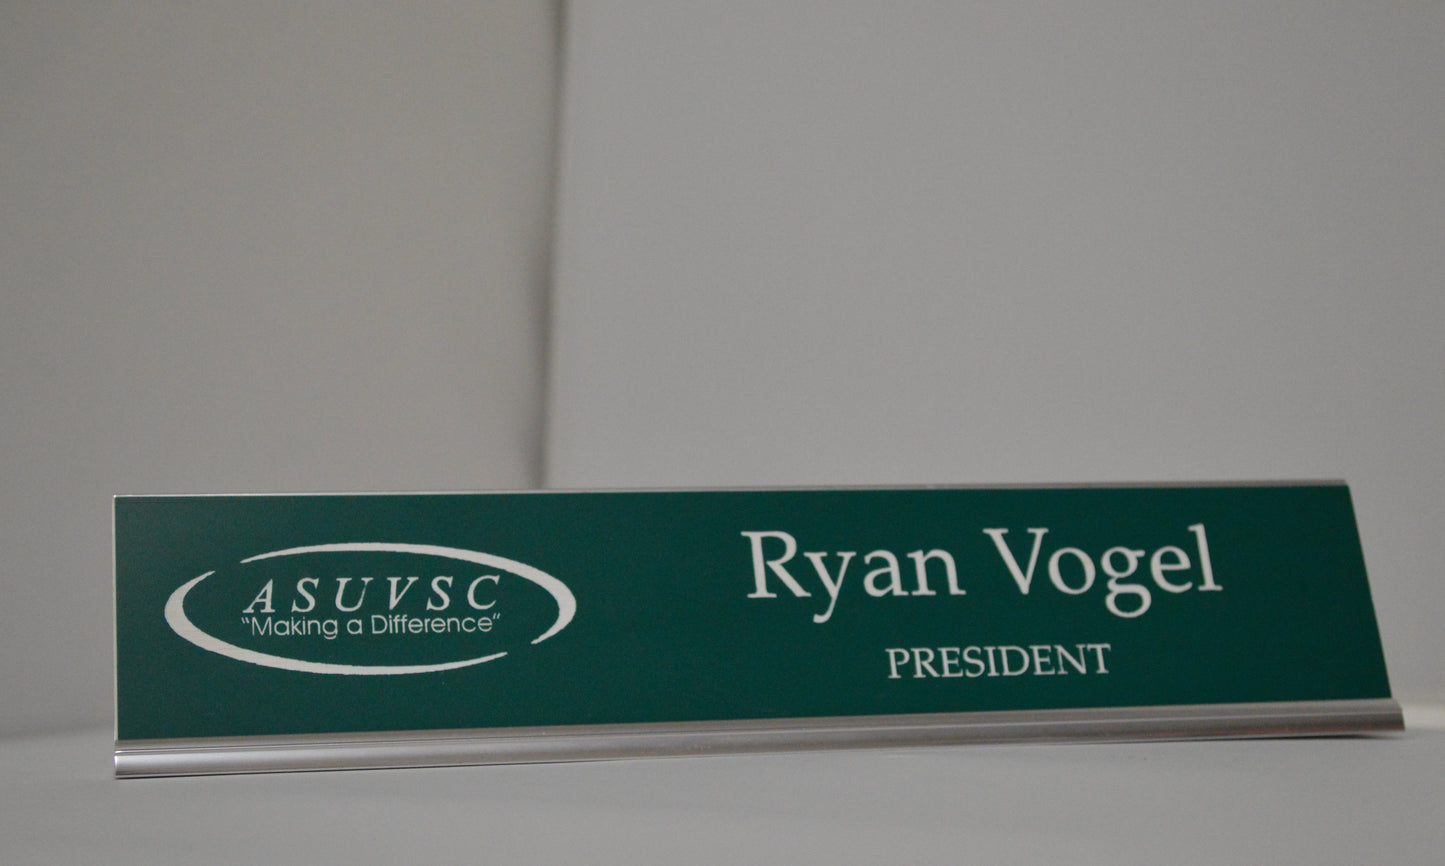 ASUVSC
"Making a Difference"
Ryan Vogel
PRESIDENT